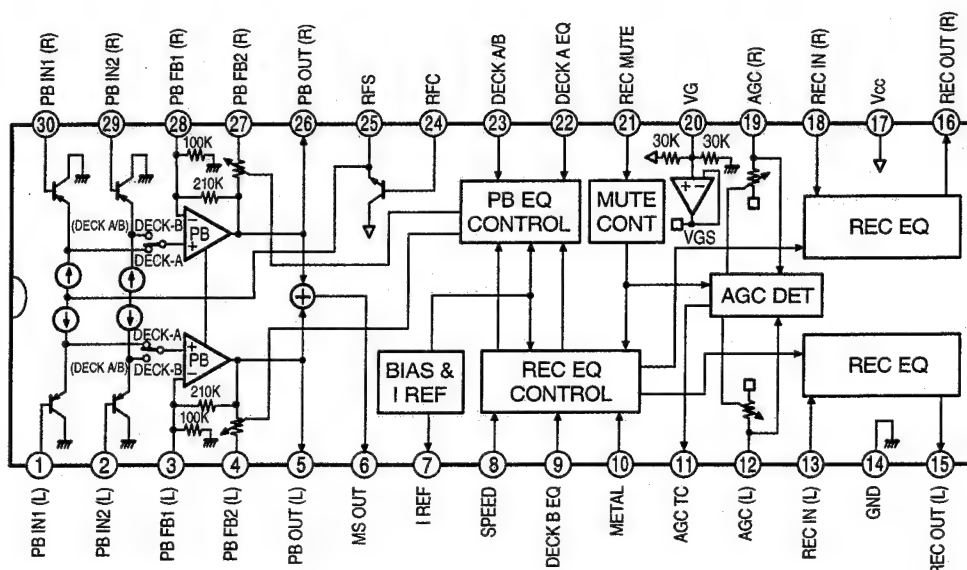 PB IN1 (R)
PB IN2 (R)
PB FB1 (R)
PB FB2 (R)
PB OUT (R)
RFS
RFC
DECK A/B
DECK A EQ
REC MUTE
VG
AGC (R)
REC IN (R)
Vcc
REC OUT (R)
30
29
28
27
26
25
24
23
22
21
20
19
18
17
16
100K
210K
30K
30K
(DECK A/B)
DECK-B
DECK-A
-
+
PB
PB EQ
CONTROL
MUTE
CONT
+ -
VGS
REC EQ
+
AGC DET
DECK-A
(DECK A/B)
DECK-B
+
-
PB
210K
100K
BIAS &
I REF
REC EQ
CONTROL
REC EQ
1
2
3
4
5
6
7
8
9
10
11
12
13
14
15
PB IN1 (L)
PB IN2 (L)
PB FB1 (L)
PB FB2 (L)
PB OUT (L)
MS OUT
I REF
SPEED
DECK B EQ
METAL
AGC TC
AGC (L)
REC IN (L)
GND
REC OUT (L)